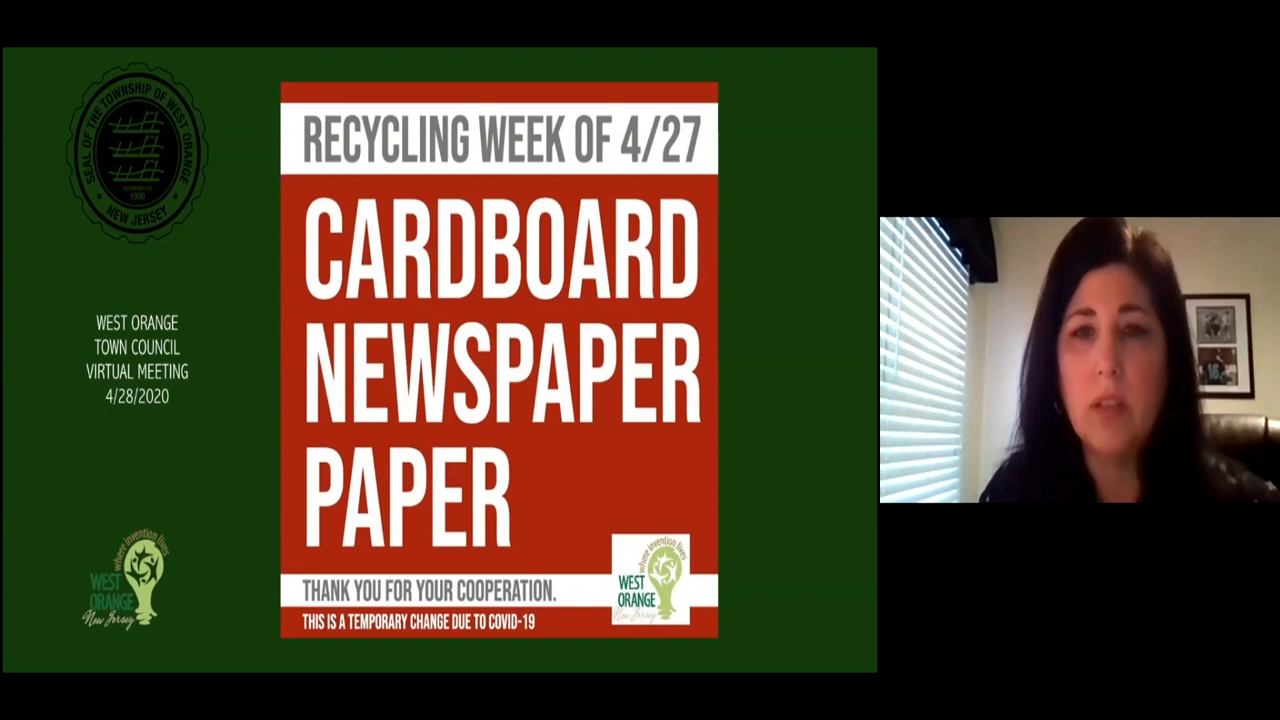 SEAL OF THE TOWNSHIP OF WEST ORANGE
1900
NEW JERSEY
WEST ORANGE
TOWN COUNCIL
VIRTUAL MEETING
4/28/2020
where invention lives
WEST
ORANGE
New Jersey
RECYCLING WEEK OF 4/27
CARDBOARD
NEWSPAPER
PAPER
THANK YOU FOR YOUR COOPERATION.
THIS IS A TEMPORARY CHANGE DUE TO COVID-19
where invention lives
WEST
ORANGE
New Jersey
16